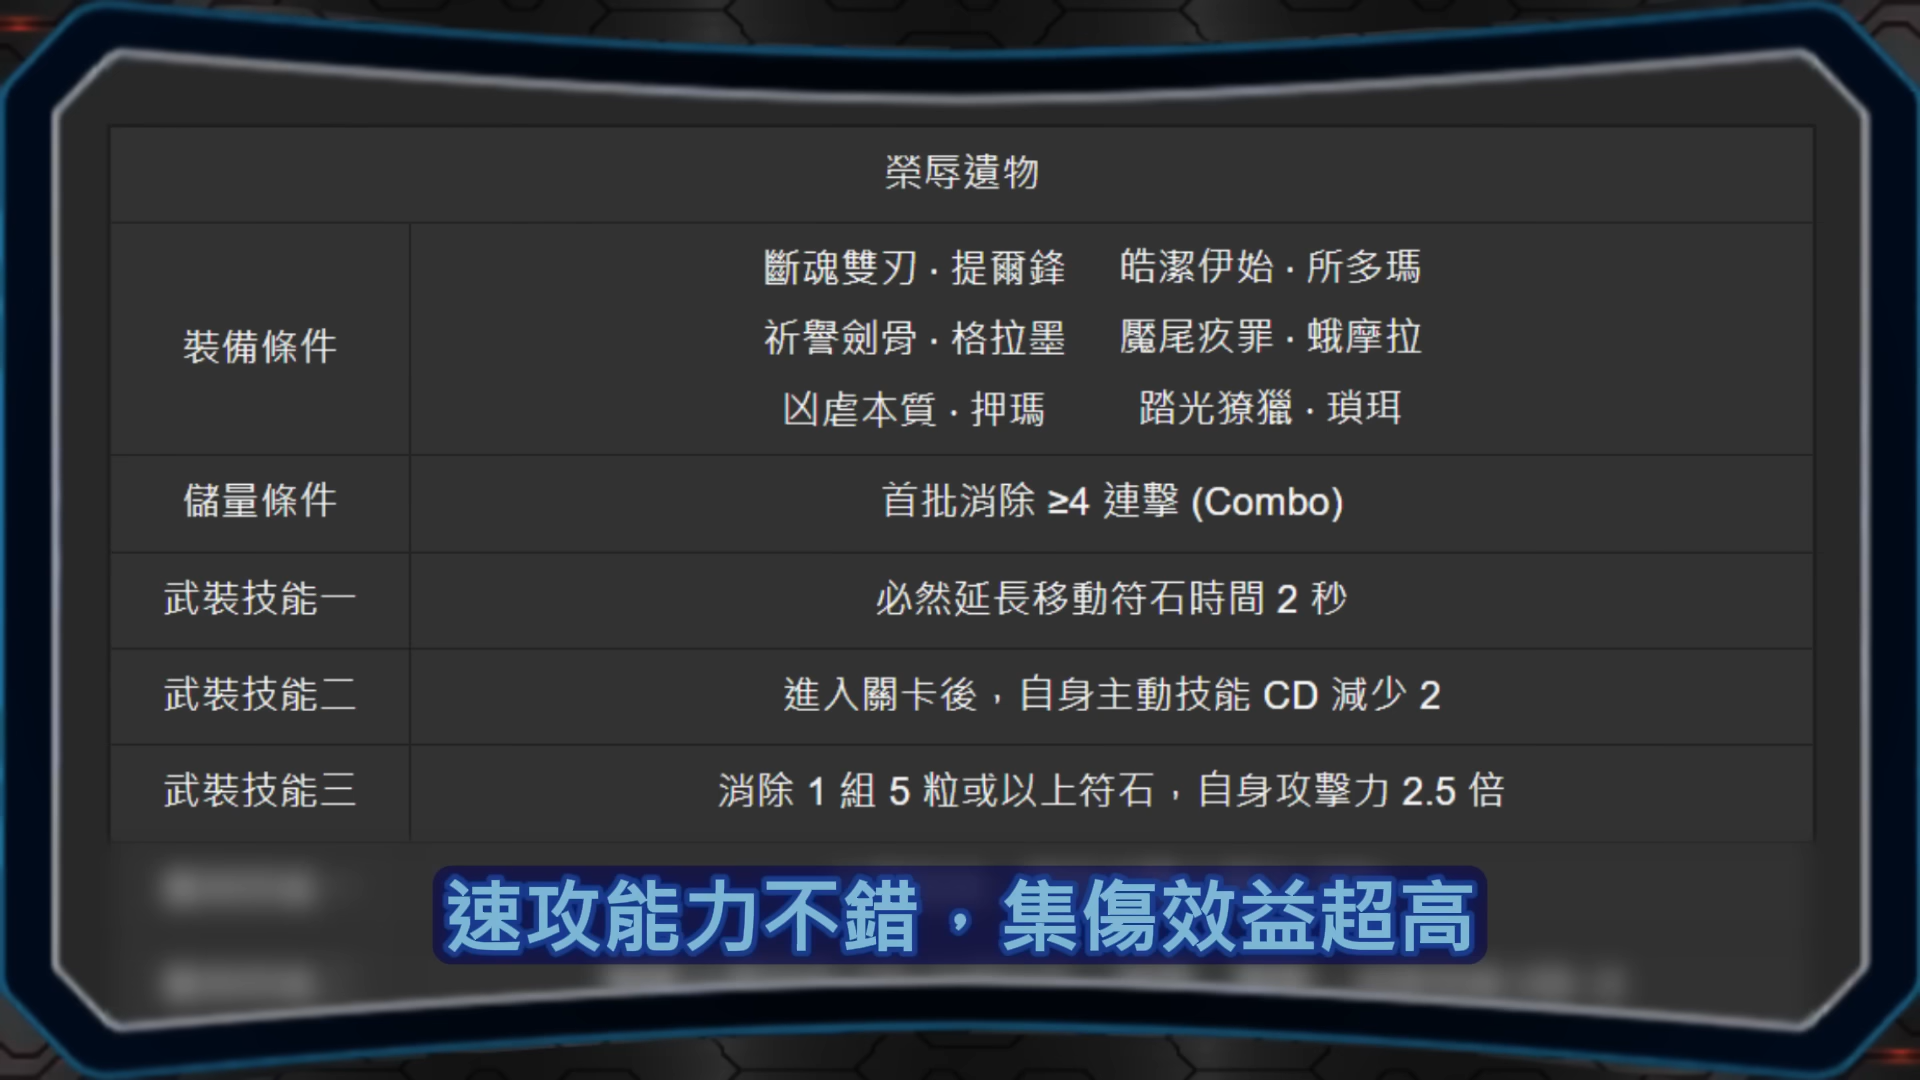 榮辱遺物
裝備條件
斷魂雙刃 · 提爾鋒 皓潔伊始 · 所多瑪
祈譽劍骨 · 格拉墨 魘尾疚罪 · 蛾摩拉
凶虐本質 · 押瑪 踏光獠獵 · 瑣珥
儲量條件 首批消除 ≥4 連擊 (Combo)
武裝技能一 必然延長移動符石時間 2 秒
武裝技能二 進入關卡後，自身主動技能 CD 減少 2
武裝技能三 消除 1 組 5 粒或以上符石，自身攻擊力 2.5 倍
速攻能力不錯，集傷效益超高